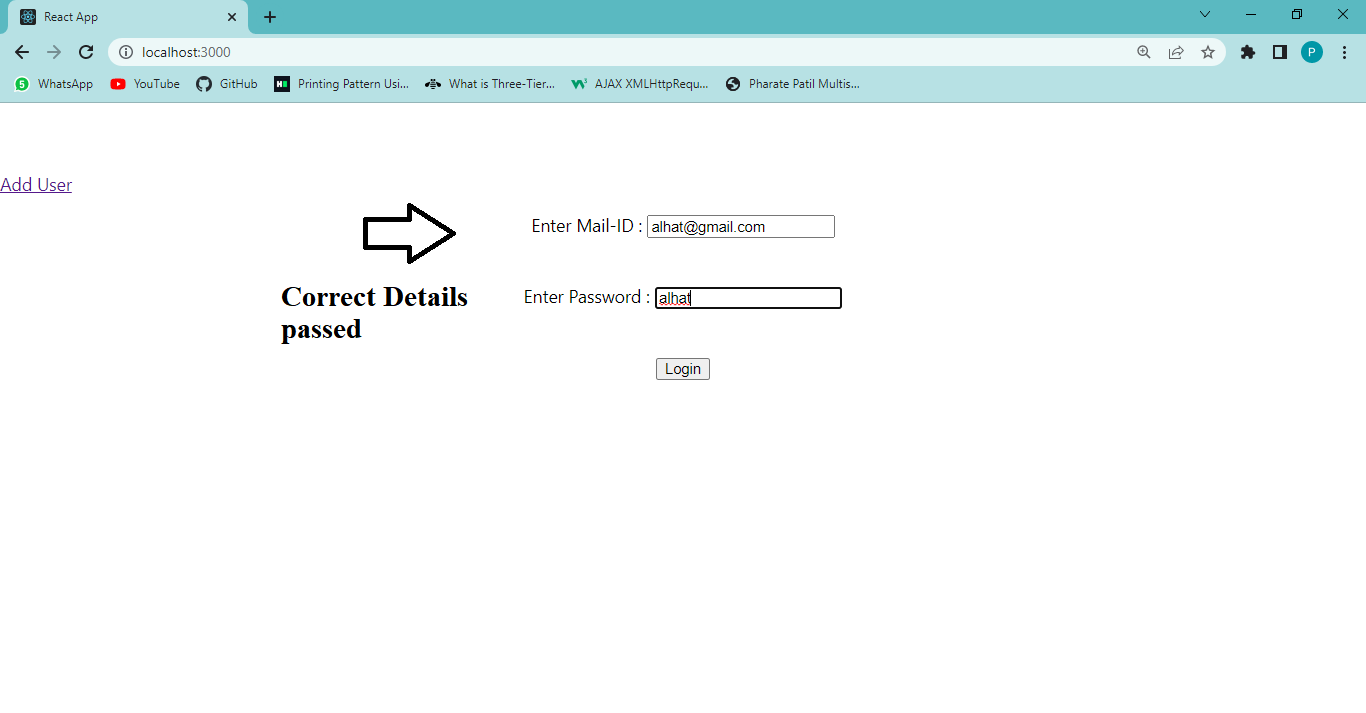 React App
localhost:3000
P
5 WhatsApp YouTube GitHub Printing Pattern Usi... What is Three-Tier... AJAX XMLHttpRequ... Pharate Patil Multis...
Add User
Enter Mail-ID : alhat@gmail.com
Correct Details
passed
Enter Password : alhat
Login